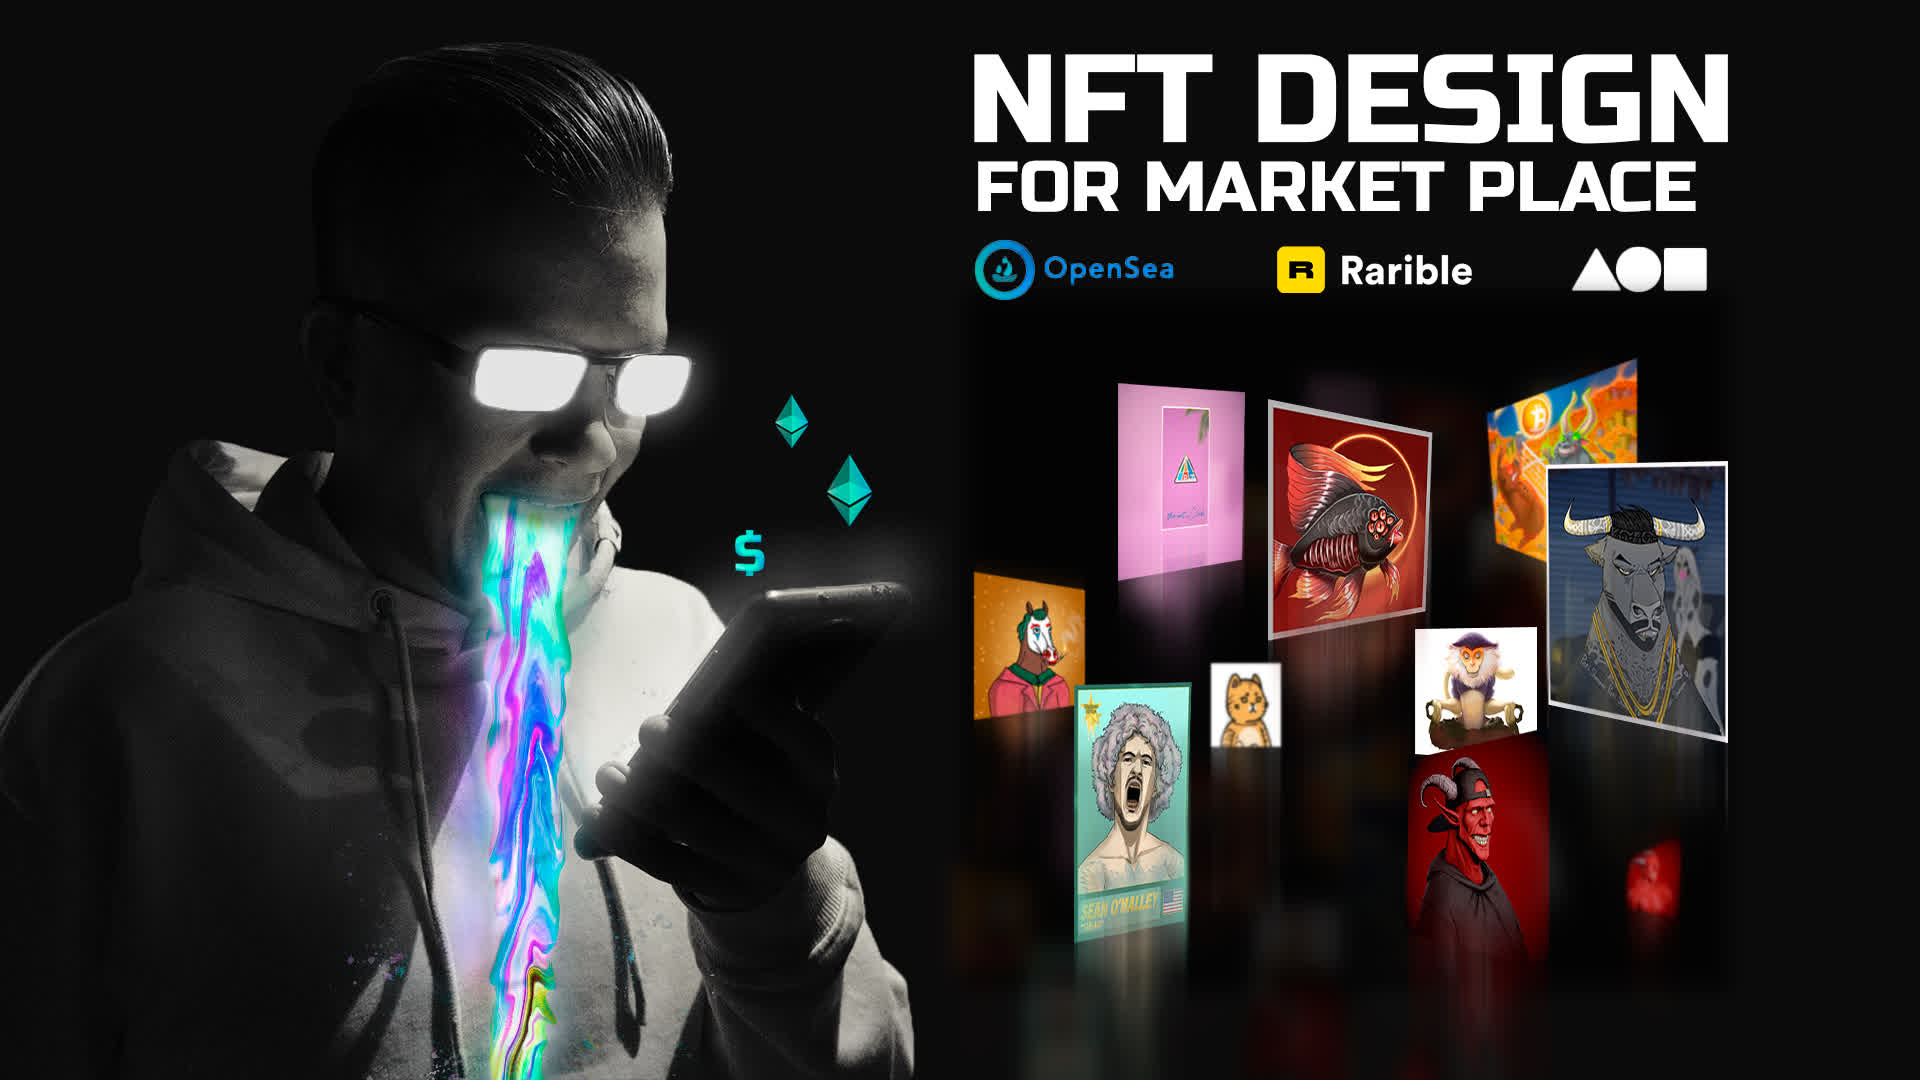 NFT DESIGN
FOR MARKET PLACE
OpenSea
R Rarible
$
SEAN O'MALLEY